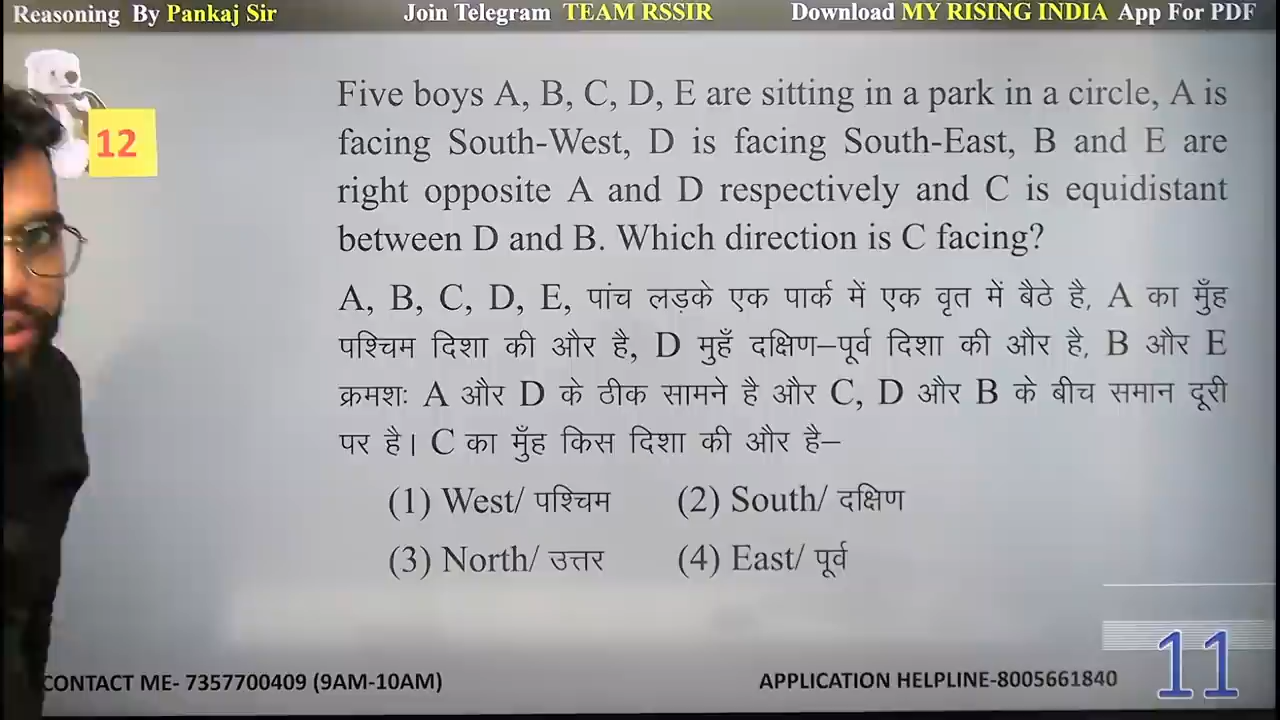 Reasoning By Pankaj Sir Join Telegram TEAM RSSIR Download MY RISING INDIA App For PDF
12
Five boys A, B, C, D, E are sitting in a park in a circle, A is
facing South-West, D is facing South-East, B and E are
right opposite A and D respectively and C is equidistant
between D and B. Which direction is C facing?
A, B, C, D, E, पांच लड़के एक पार्क में एक वृत में बैठे है, A का मुँह
पश्चिम दिशा की और है, D मुहँ दक्षिण–पूर्व दिशा की और है, B और E
क्रमशः A और D के ठीक सामने है और C, D और B के बीच समान दूरी
पर है। C का मुँह किस दिशा की और है–
(1) West/ पश्चिम (2) South/ दक्षिण
(3) North/ उत्तर (4) East/ पूर्व
11
CONTACT ME- 7357700409 (9AM-10AM) APPLICATION HELPLINE-8005661840